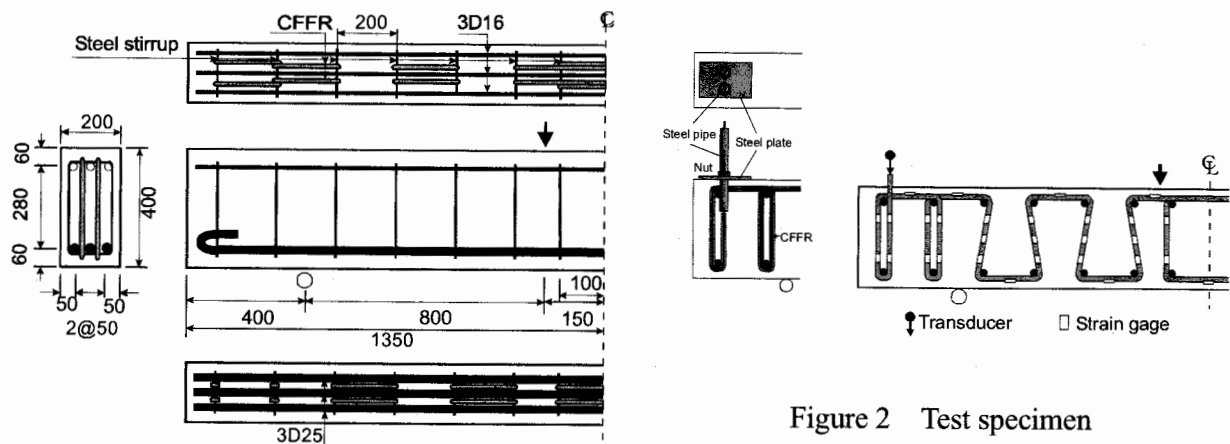 CFFR
200
3D16
℄
Steel stirrup
200
60
280
60
400
50
50
2@50
100
400
800
150
1350
3D25
Steel pipe
Steel plate
Nut
CFFR
℄
Transducer
Strain gage
Figure 2 Test specimen